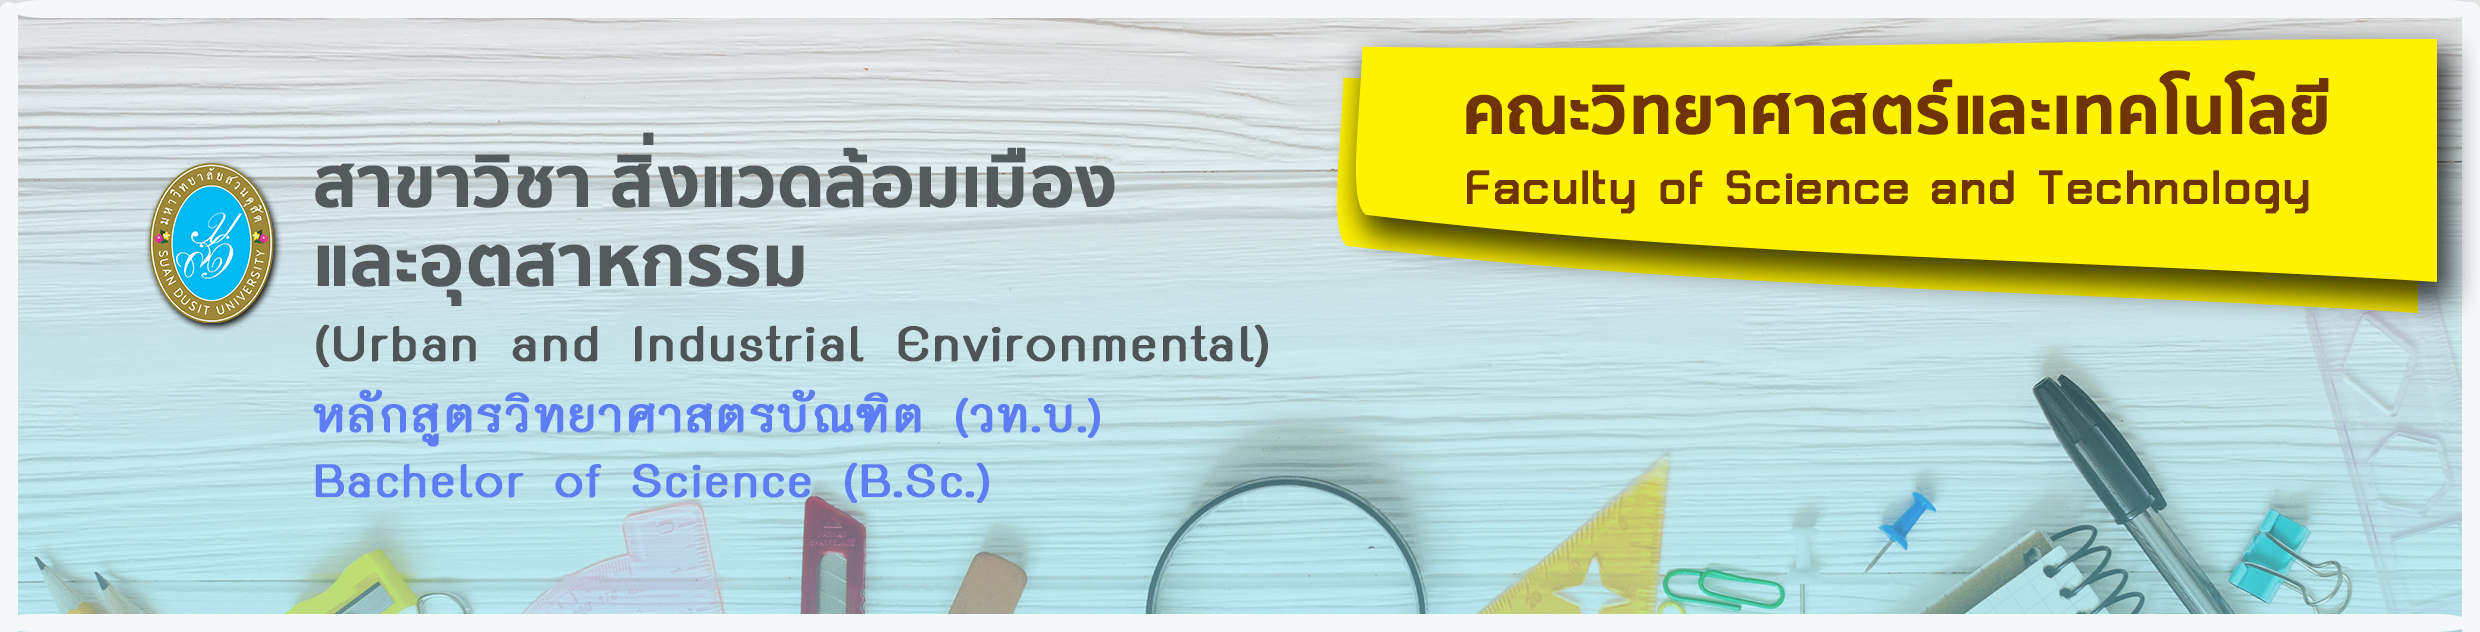 คณะวิทยาศาสตร์และเทคโนโลยี
Faculty of Science and Technology
สาขาวิชา สิ่งแวดล้อมเมือง
และอุตสาหกรรม
(Urban and Industrial Environmental)
หลักสูตรวิทยาศาสตรบัณฑิต (วท.บ.)
Bachelor of Science (B.Sc.)
มหาวิทยาลัยสวนดุสิต
SUAN DUSIT UNIVERSITY